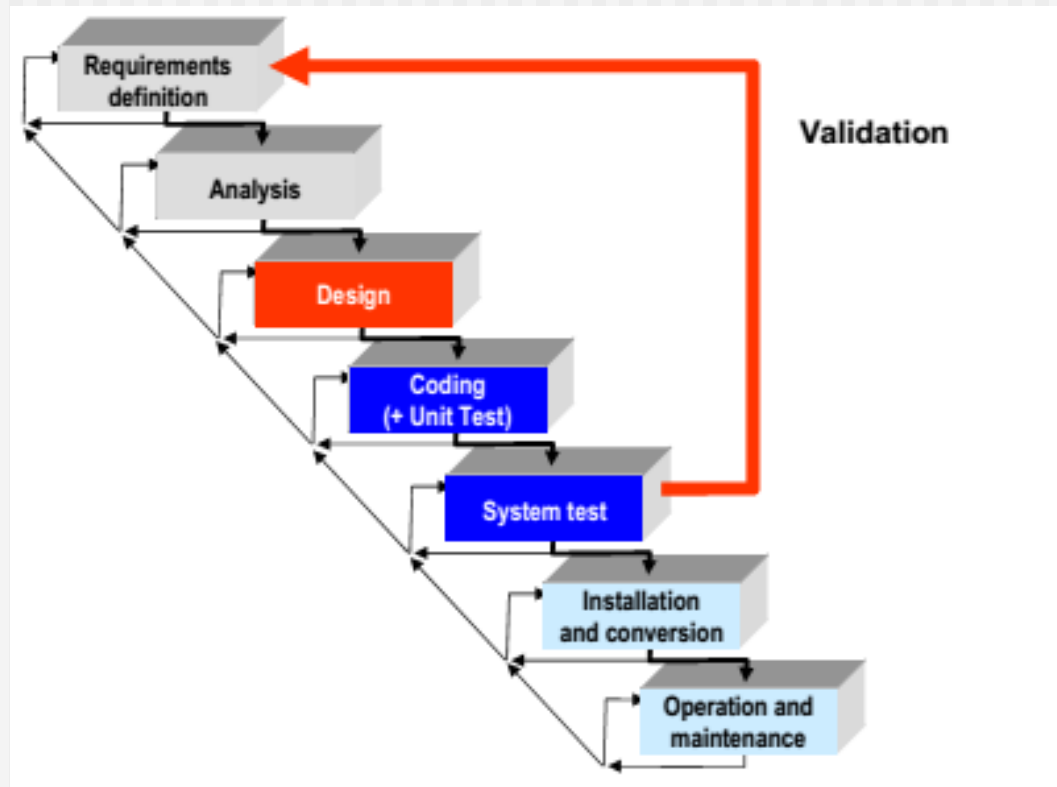 Requirements
definition
Validation
Analysis
Design
Coding
(+ Unit Test)
System test
Installation
and conversion
Operation and
maintenance